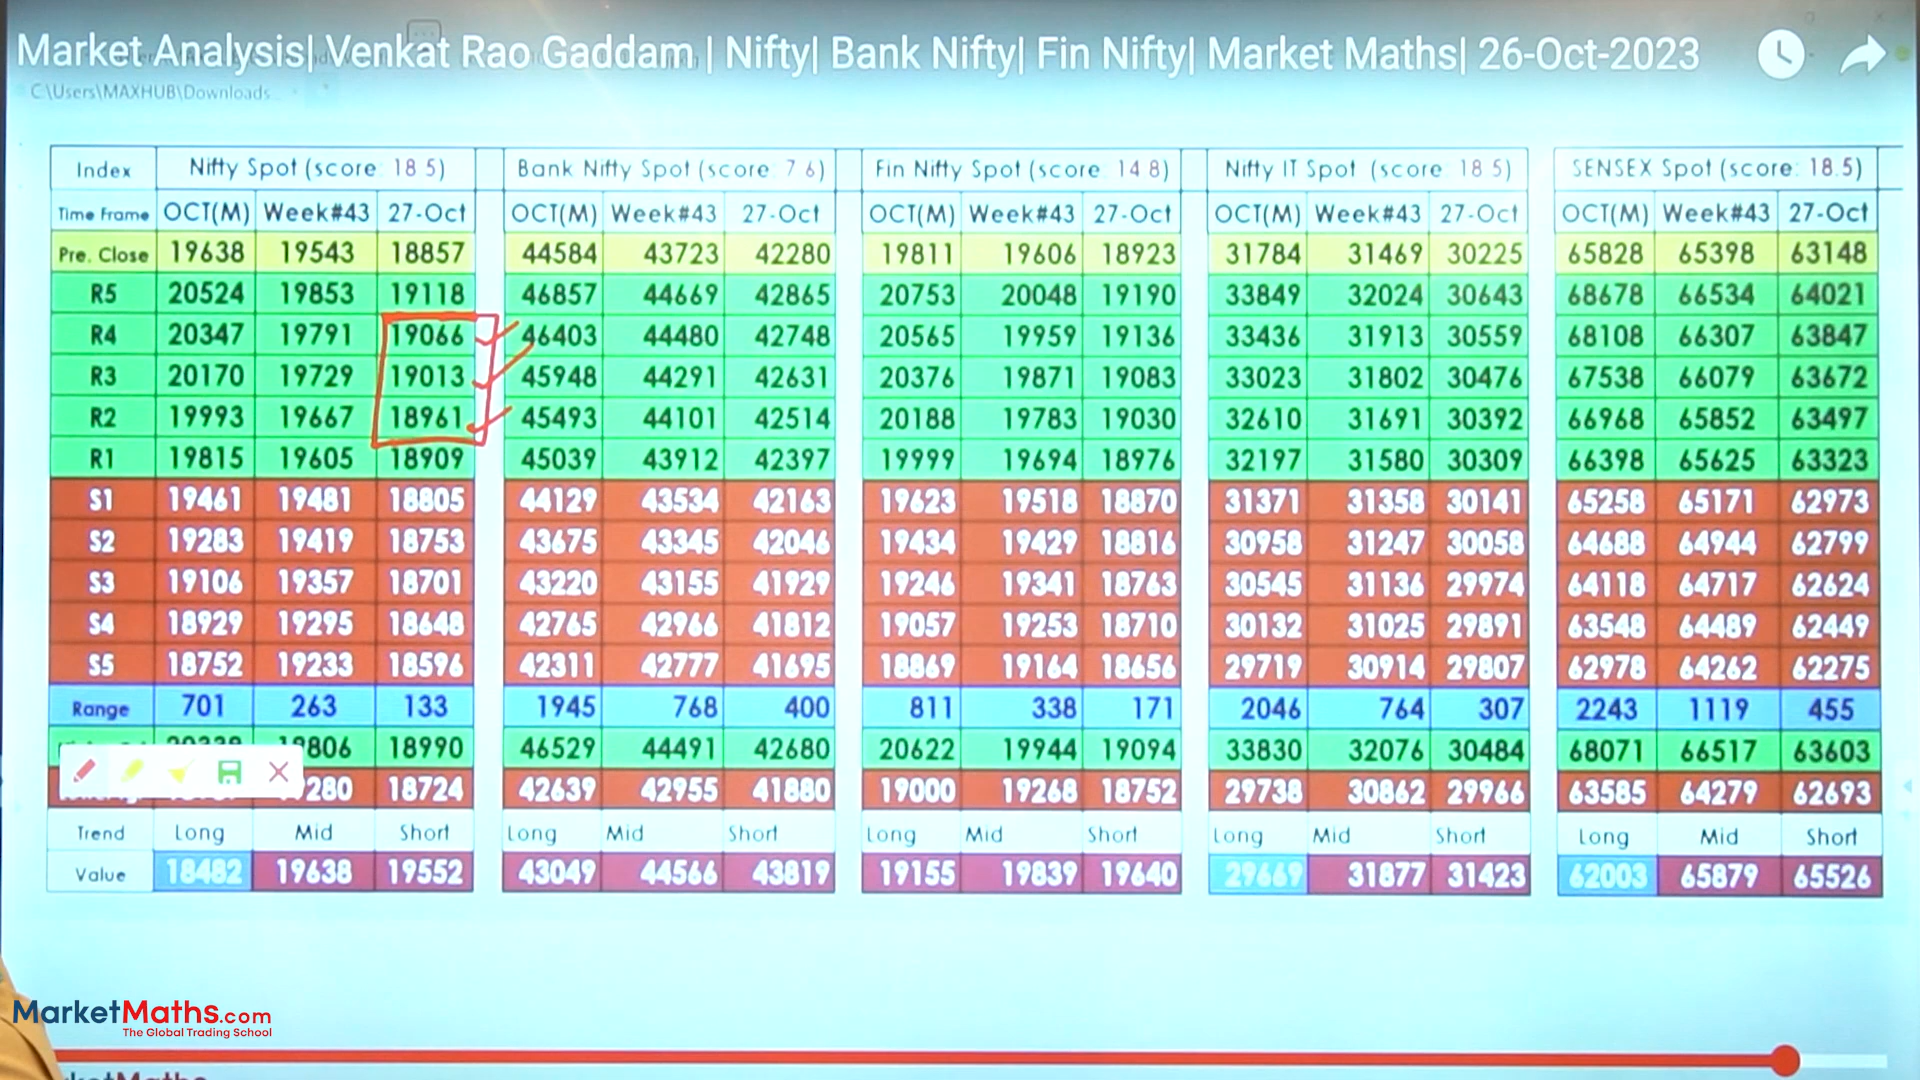 Market Analysis| Venkat Rao Gaddam | Nifty| Bank Nifty| Fin Nifty| Market Maths| 26-Oct-2023
C:\Users\MAXHUB\Downloads
Index Nifty Spot (score: 18 5) Bank Nifty Spot (score: 7 6) Fin Nifty Spot (score: 14 8) Nifty IT Spot (score: 18 5) SENSEX Spot (score: 18.5)
Time Frame OCT(M) Week#43 27-Oct OCT(M) Week#43 27-Oct OCT(M) Week#43 27-Oct OCT(M) Week#43 27-Oct OCT(M) Week#43 27-Oct
Pre. Close 19638 19543 18857 44584 43723 42280 19811 19606 18923 31784 31469 30225 65828 65398 63148
R5 20524 19853 19118 46857 44669 42865 20753 20048 19190 33849 32024 30643 68678 66534 64021
R4 20347 19791 19066 46403 44480 42748 20565 19959 19136 33436 31913 30559 68108 66307 63847
R3 20170 19729 19013 45948 44291 42631 20376 19871 19083 33023 31802 30476 67538 66079 63672
R2 19993 19667 18961 45493 44101 42514 20188 19783 19030 32610 31691 30392 66968 65852 63497
R1 19815 19605 18909 45039 43912 42397 19999 19694 18976 32197 31580 30309 66398 65625 63323
S1 19461 19481 18805 44129 43534 42163 19623 19518 18870 31371 31358 30141 65258 65171 62973
S2 19283 19419 18753 43675 43345 42046 19434 19429 18816 30958 31247 30058 64688 64944 62799
S3 19106 19357 18701 43220 43155 41929 19246 19341 18763 30545 31136 29974 64118 64717 62624
S4 18929 19295 18648 42765 42966 41812 19057 19253 18710 30132 31025 29891 63548 64489 62449
S5 18752 19233 18596 42311 42777 41695 18869 19164 18656 29719 30914 29807 62978 64262 62275
Range 701 263 133 1945 768 400 811 338 171 2046 764 307 2243 1119 455
18990 46529 44491 42680 20622 19944 19094 33830 32076 30484 68071 66517 63603
18724 42639 42955 41880 19000 19268 18752 29738 30862 29966 63585 64279 62693
Trend Long Mid Short Long Mid Short Long Mid Short Long Mid Short Long Mid Short
Value 18482 19638 19552 43049 44566 43819 19155 19839 19640 29669 31877 31423 62003 65879 65526
MarketMaths.com
The Global Trading School